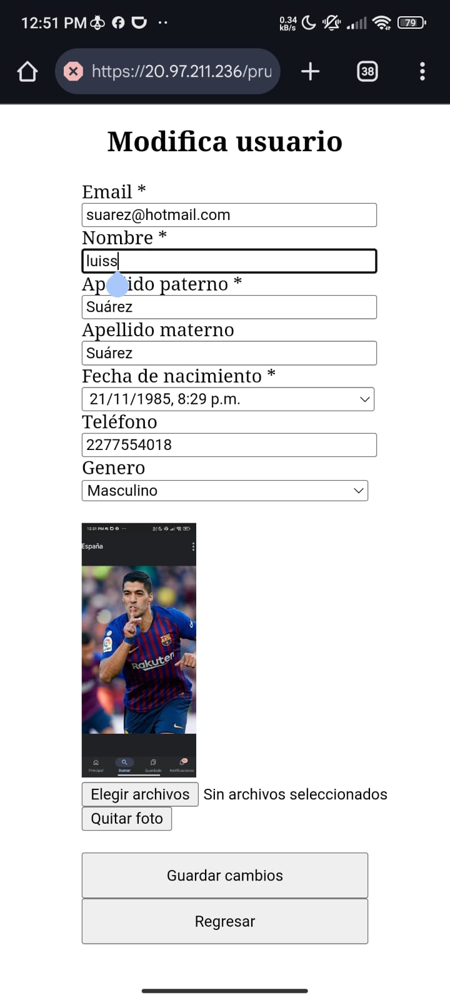 12:51 PM
0.34 kB/s
79
https://20.97.211.236/pru
38
Modifica usuario
Email *
suarez@hotmail.com
Nombre *
luiss
Ap ido paterno *
Suárez
Apellido materno
Suárez
Fecha de nacimiento *
21/11/1985, 8:29 p.m.
Teléfono
2277554018
Genero
Masculino
12:31 PM
España
Rakuten
Principal Buscar Guardado Notificaciones
Elegir archivos Sin archivos seleccionados
Quitar foto
Guardar cambios
Regresar